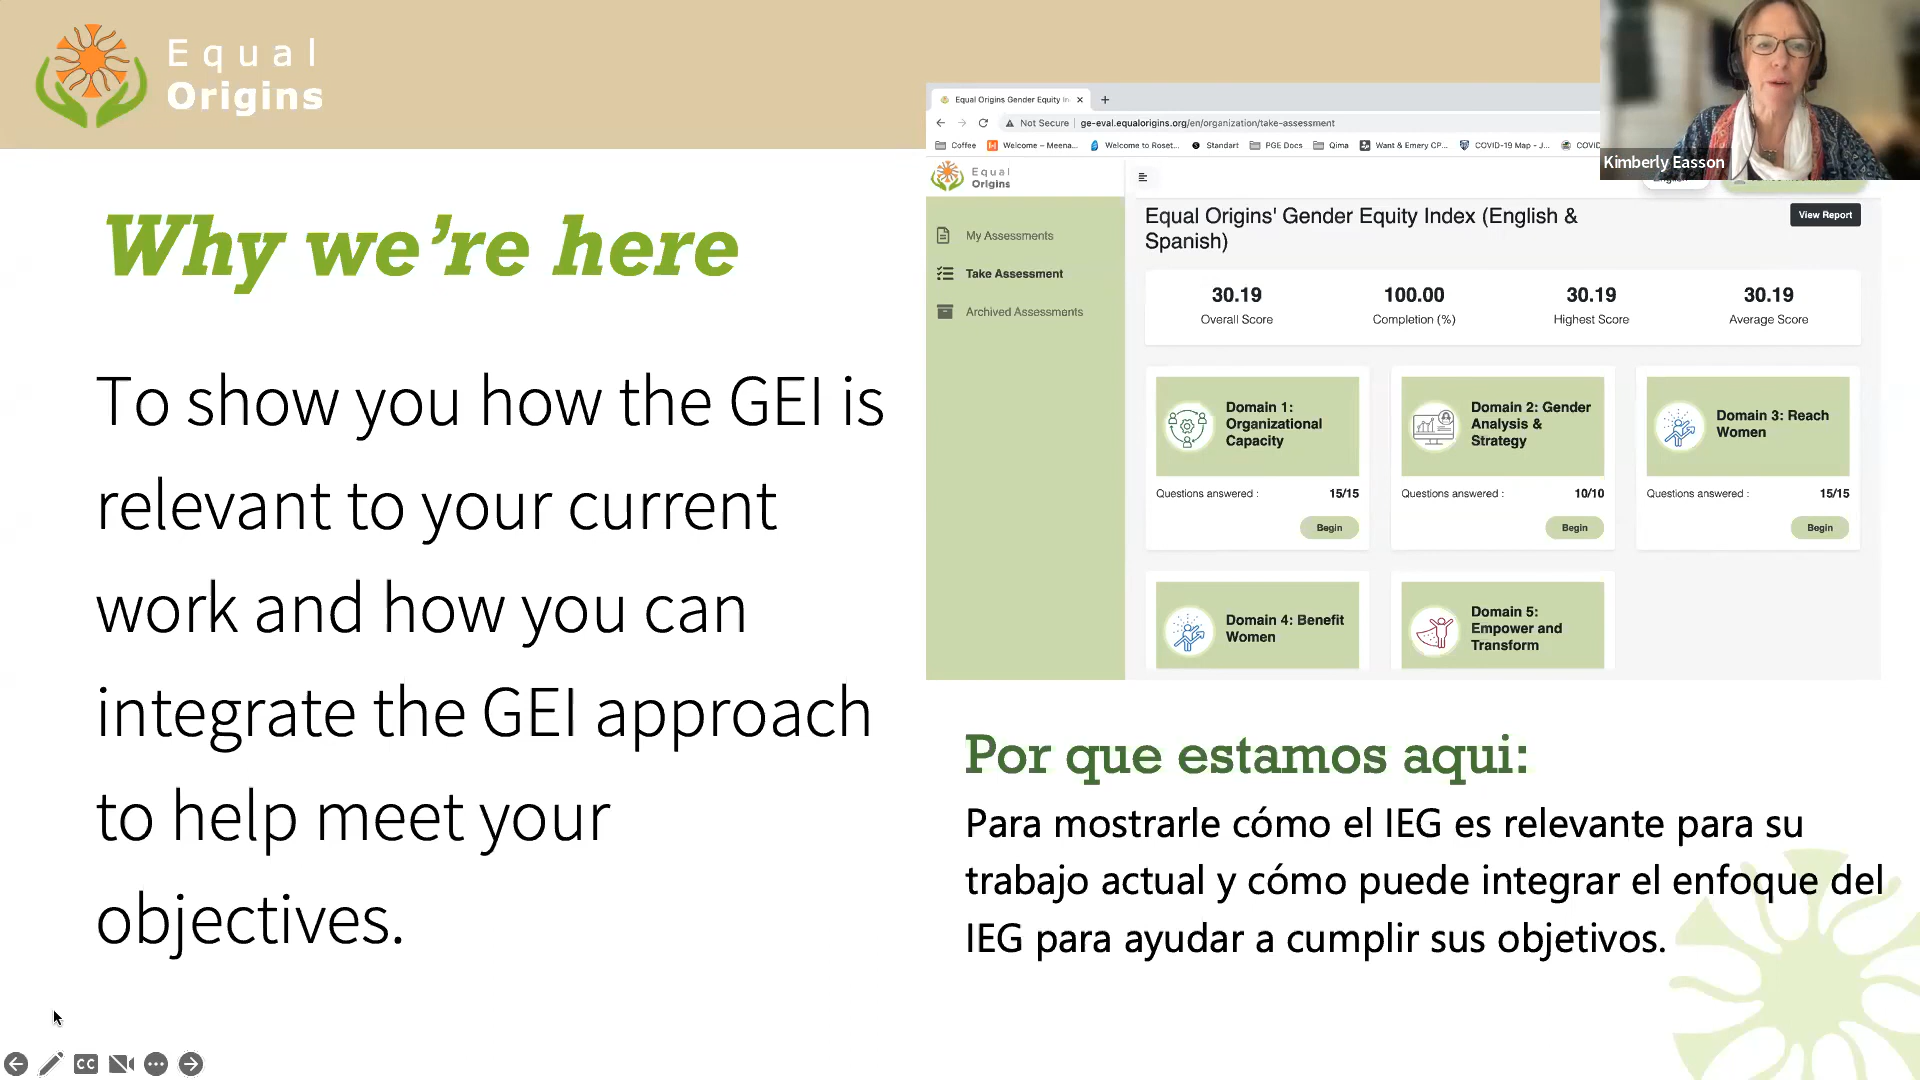 Equal
Origins
Why we're here
To show you how the GEI is
relevant to your current
work and how you can
integrate the GEI approach
to help meet your
objectives.
Equal Origins Gender Equity In
Not Secure | ge-eval.equalorigins.org/en/organization/take-assessment
Coffee Welcome – Meena... Welcome to Roset... Standart PGE Docs Qima Want & Emery CP... COVID-19 Map - J... COVID
Equal
Origins
English
My Assessments
Take Assessment
Archived Assessments
Equal Origins' Gender Equity Index (English &
Spanish)
View Report
30.19 100.00 30.19 30.19
Overall Score Completion (%) Highest Score Average Score
Domain 1:
Organizational
Capacity
Questions answered : 15/15
Begin
Domain 2: Gender
Analysis &
Strategy
Questions answered : 10/10
Begin
Domain 3: Reach
Women
Questions answered : 15/15
Begin
Domain 4: Benefit
Women
Domain 5:
Empower and
Transform
Kimberly Easson
Por que estamos aqui:
Para mostrarle cómo el IEG es relevante para su
trabajo actual y cómo puede integrar el enfoque del
IEG para ayudar a cumplir sus objetivos.
CC